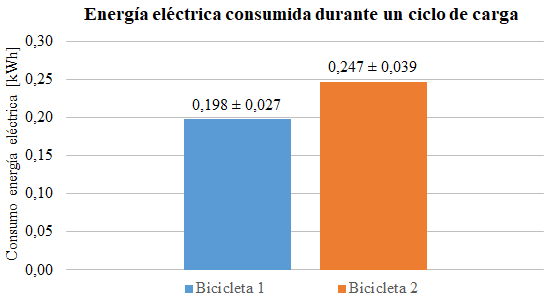 Energía eléctrica consumida durante un ciclo de carga
Consumo energía eléctrica [kWh]
0,30
0,25
0,20
0,15
0,10
0,05
0,00
0,198 ± 0,027
0,247 ± 0,039
Bicicleta 1
Bicicleta 2